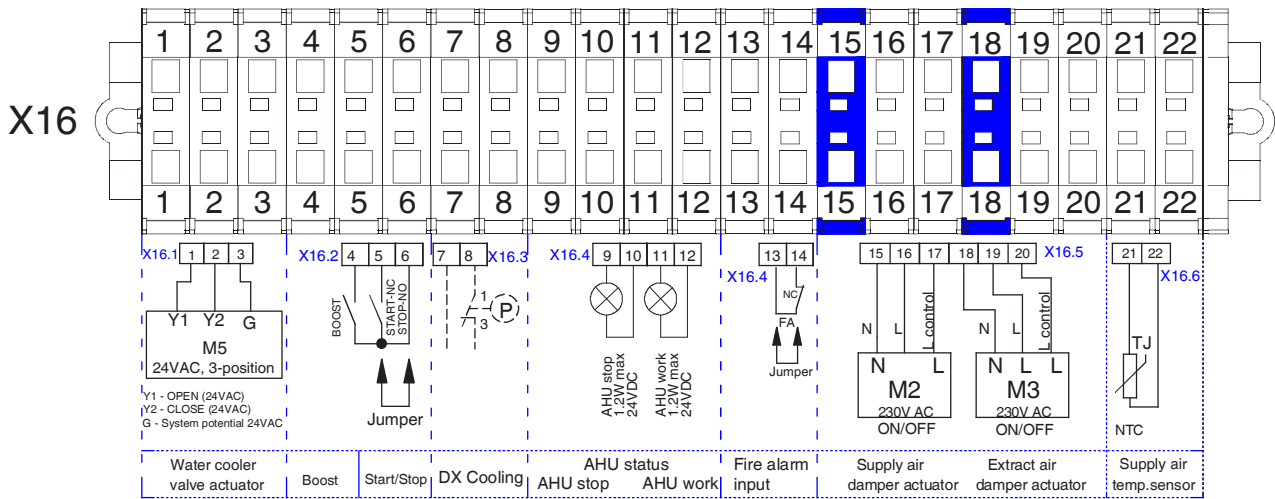 1 2 3 4 5 6 7 8 9 10 11 12 13 14 15 16 17 18 19 20 21 22
X16
1 2 3 4 5 6 7 8 9 10 11 12 13 14 15 16 17 18 19 20 21 22
X16.1 1 2 3
X16.2 4 5 6
7 8 X16.3
X16.4 9 10 11 12
13 14
X16.4
15 16 17 18 19 20 X16.5
21 22
X16.6
Y1 Y2 G
M5
24VAC, 3-position
Y1 - OPEN (24VAC)
Y2 - CLOSE (24VAC)
G - System potential 24VAC
BOOST
START-NC
STOP-NO
Jumper
1
3
P
AHU stop
1.2W max
24VDC
AHU work
1.2W max
24VDC
NC
FA
Jumper
N L L control
N L
M2
230V AC
ON/OFF
N L L control
N L L
M3
230V AC
ON/OFF
TJ
NTC
Water cooler
valve actuator
Boost
Start/Stop
DX Cooling
AHU status
AHU stop AHU work
Fire alarm
input
Supply air
damper actuator
Extract air
damper actuator
Supply air
temp.sensor